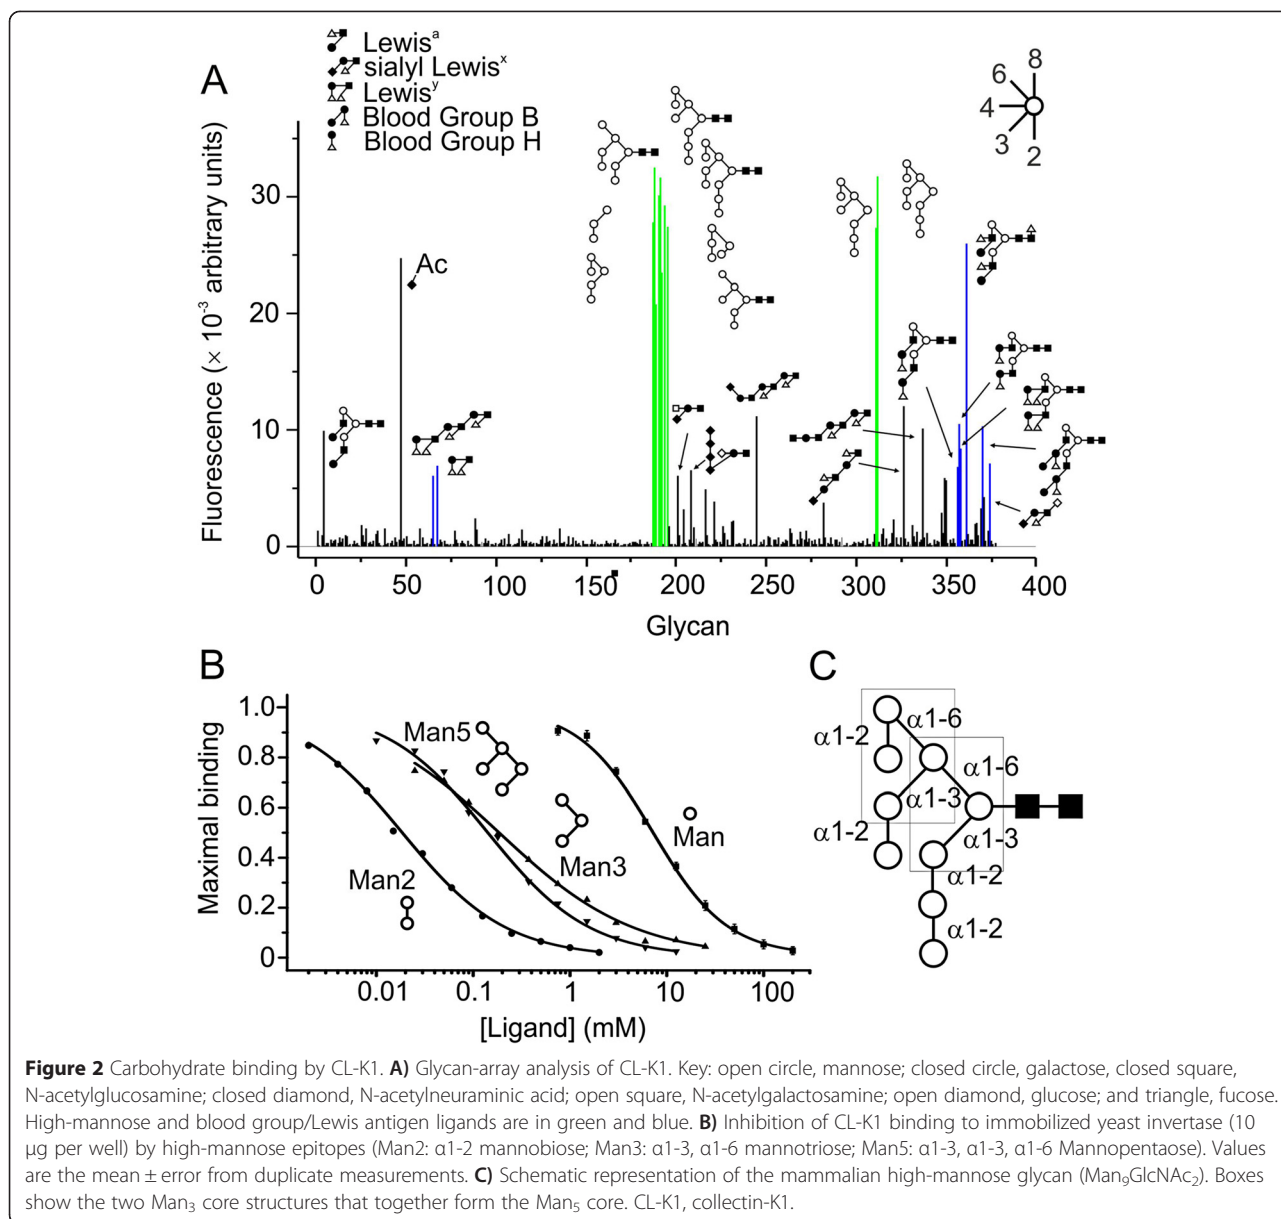 A
Lewisᵃ
sialyl Lewisˣ
Lewisʸ
Blood Group B
Blood Group H
8
6
4
3
2
Fluorescence (× 10⁻³ arbitrary units)
30
20
10
0
Ac
0 50 100 150 200 250 300 350 400
Glycan
B
Maximal binding
1.0
0.8
0.6
0.4
0.2
0
Man5
Man
Man3
Man2
0.01 0.1 1 10 100
[Ligand] (mM)
C
α1-6
α1-2
α1-6
α1-3
α1-2
α1-3
α1-2
α1-2
Figure 2 Carbohydrate binding by CL-K1. A) Glycan-array analysis of CL-K1. Key: open circle, mannose; closed circle, galactose, closed square,
N-acetylglucosamine; closed diamond, N-acetylneuraminic acid; open square, N-acetylgalactosamine; open diamond, glucose; and triangle, fucose.
High-mannose and blood group/Lewis antigen ligands are in green and blue. B) Inhibition of CL-K1 binding to immobilized yeast invertase (10
μg per well) by high-mannose epitopes (Man2: α1-2 mannobiose; Man3: α1-3, α1-6 mannotriose; Man5: α1-3, α1-3, α1-6 Mannopentaose). Values
are the mean ± error from duplicate measurements. C) Schematic representation of the mammalian high-mannose glycan (Man₉GlcNAc₂). Boxes
show the two Man₃ core structures that together form the Man₅ core. CL-K1, collectin-K1.